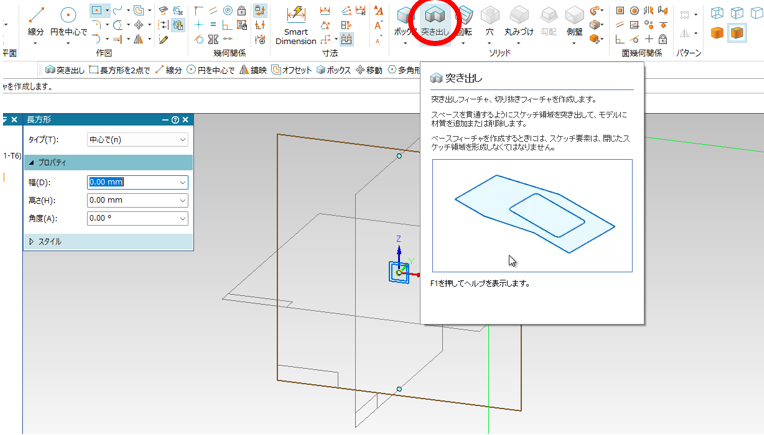 線分
円を中心で
Smart
Dimension
ボックス
突き出し
回転
穴
丸みづけ
勾配
側壁
平面
作図
幾何関係
寸法
ソリッド
面幾何関係
パターン
突き出し
長方形を2点で
線分
円を中心で
鏡映
オフセット
ボックス
移動
多角形
ャを作成します。
長方形
タイプ(T):
中心で(n)
プロパティ
幅(D):
0.00 mm
高さ(H):
0.00 mm
角度(A):
0.00 °
スタイル
1-T6)
Z
Y
突き出し
突き出しフィーチャ、切り抜きフィーチャを作成します。
スペースを貫通するようにスケッチ領域を突き出して、モデルに
材質を追加または削除します。
ベースフィーチャを作成するときには、スケッチ要素は、閉じたス
ケッチ領域を形成しなくてはなりません。
F1を押してヘルプを表示します。